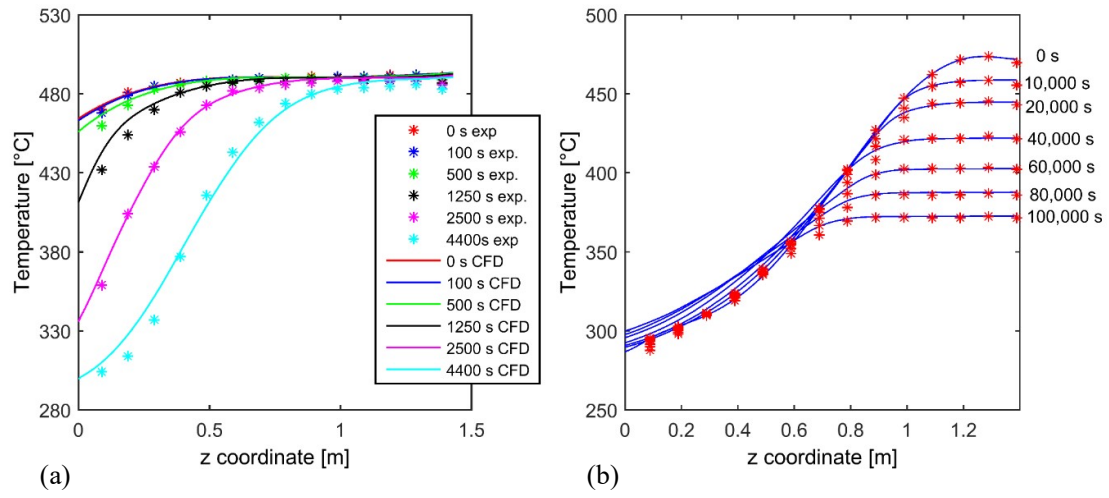 530
480
430
380
330
280
Temperature [°C]
0 s exp
100 s exp.
500 s exp.
1250 s exp.
2500 s exp.
4400s exp
0 s CFD
100 s CFD
500 s CFD
1250 s CFD
2500 s CFD
4400 s CFD
0
0.5
1
1.5
z coordinate [m]
(a)
500
450
400
350
300
250
Temperature [°C]
0 s
10,000 s
20,000 s
40,000 s
60,000 s
80,000 s
100,000 s
0
0.2
0.4
0.6
0.8
1
1.2
z coordinate [m]
(b)